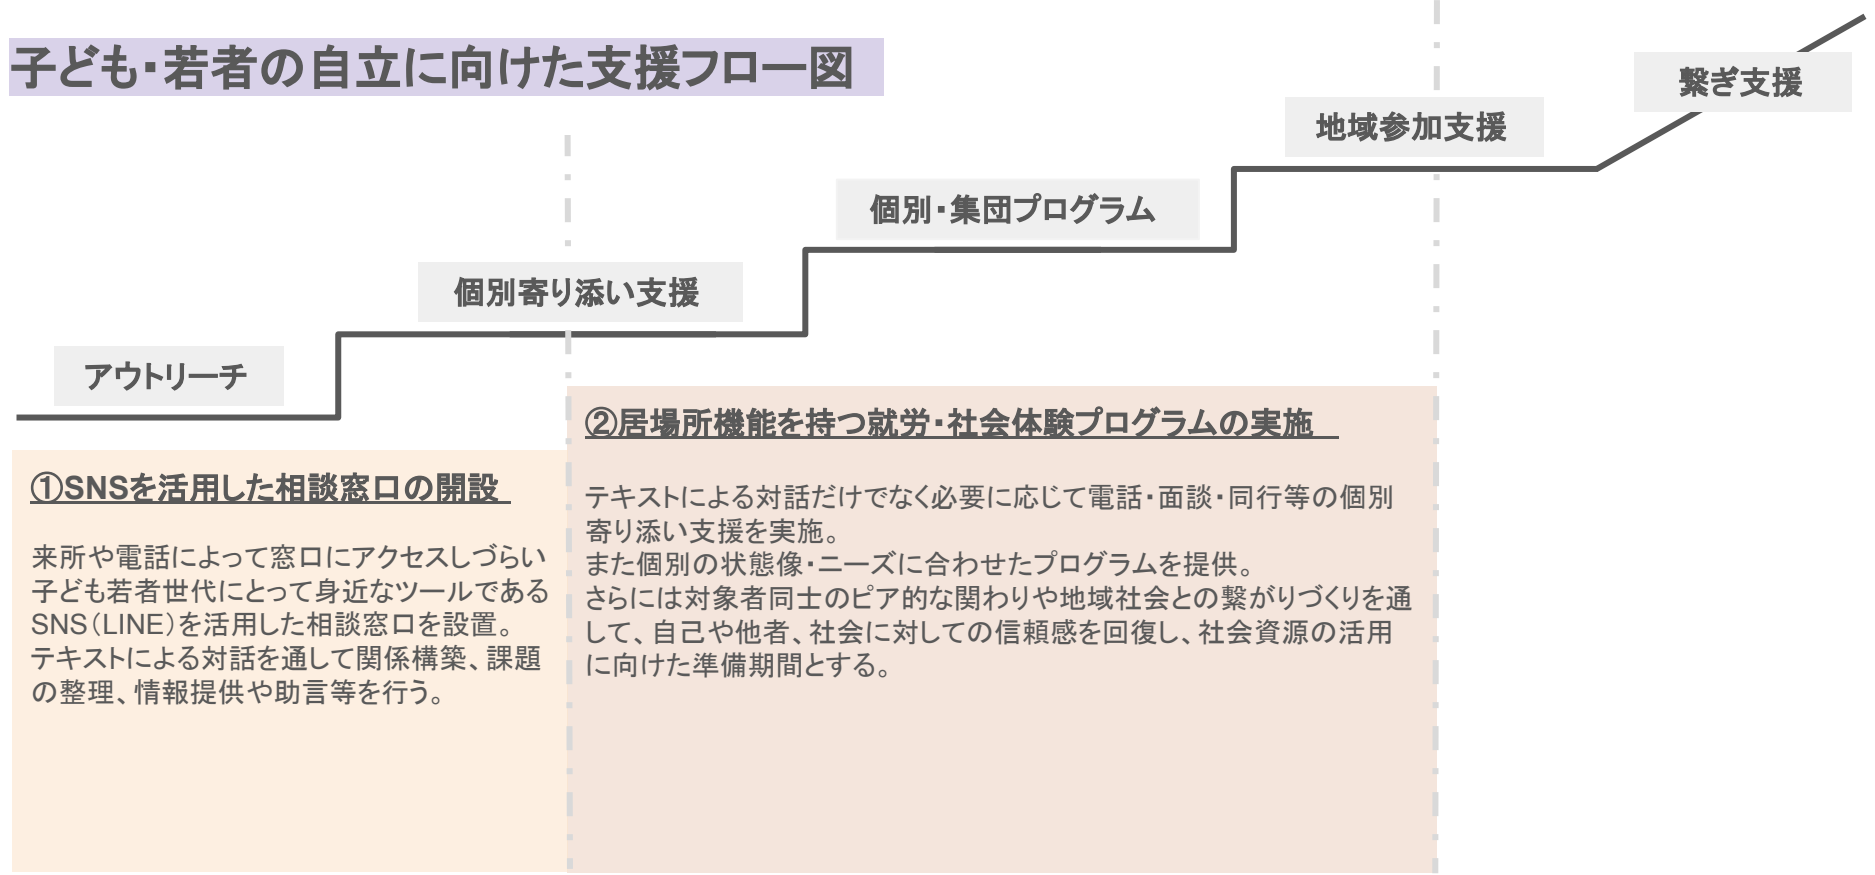 子ども・若者の自立に向けた支援フロー図
繋ぎ支援
地域参加支援
個別・集団プログラム
個別寄り添い支援
アウトリーチ
①SNSを活用した相談窓口の開設
来所や電話によって窓口にアクセスしづらい
子ども若者世代にとって身近なツールである
SNS（LINE）を活用した相談窓口を設置。
テキストによる対話を通して関係構築、課題
の整理、情報提供や助言等を行う。
②居場所機能を持つ就労・社会体験プログラムの実施
テキストによる対話だけでなく必要に応じて電話・面談・同行等の個別
寄り添い支援を実施。
また個別の状態像・ニーズに合わせたプログラムを提供。
さらには対象者同士のピア的な関わりや地域社会との繋がりづくりを通
して、自己や他者、社会に対しての信頼感を回復し、社会資源の活用
に向けた準備期間とする。